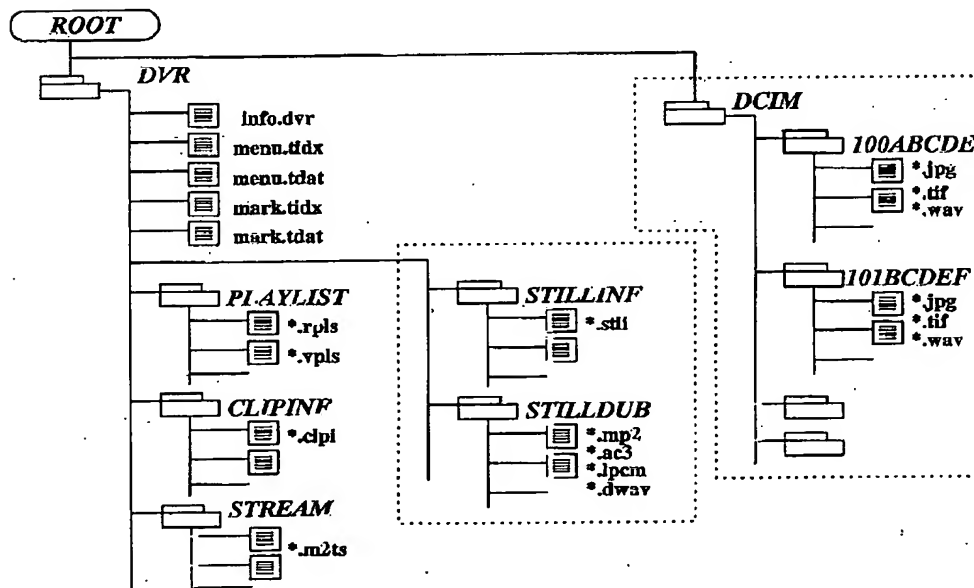 ROOT
DVR
info.dvr
menu.tidx
menu.tdat
mark.tidx
mark.tdat
PLAYLIST
*.rpls
*.vpls
CLIPINF
*.clpi
STREAM
*.m2ts
STILLINF
*.stli
STILLDUB
*.mp2
*.ac3
*.lpcm
*.dwav
DCIM
100ABCDE
*.jpg
*.tif
*.wav
101BCDEF
*.jpg
*.tif
*.wav